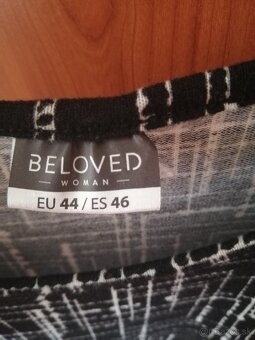 BELOVED
— WOMAN —
EU 44 / ES 46